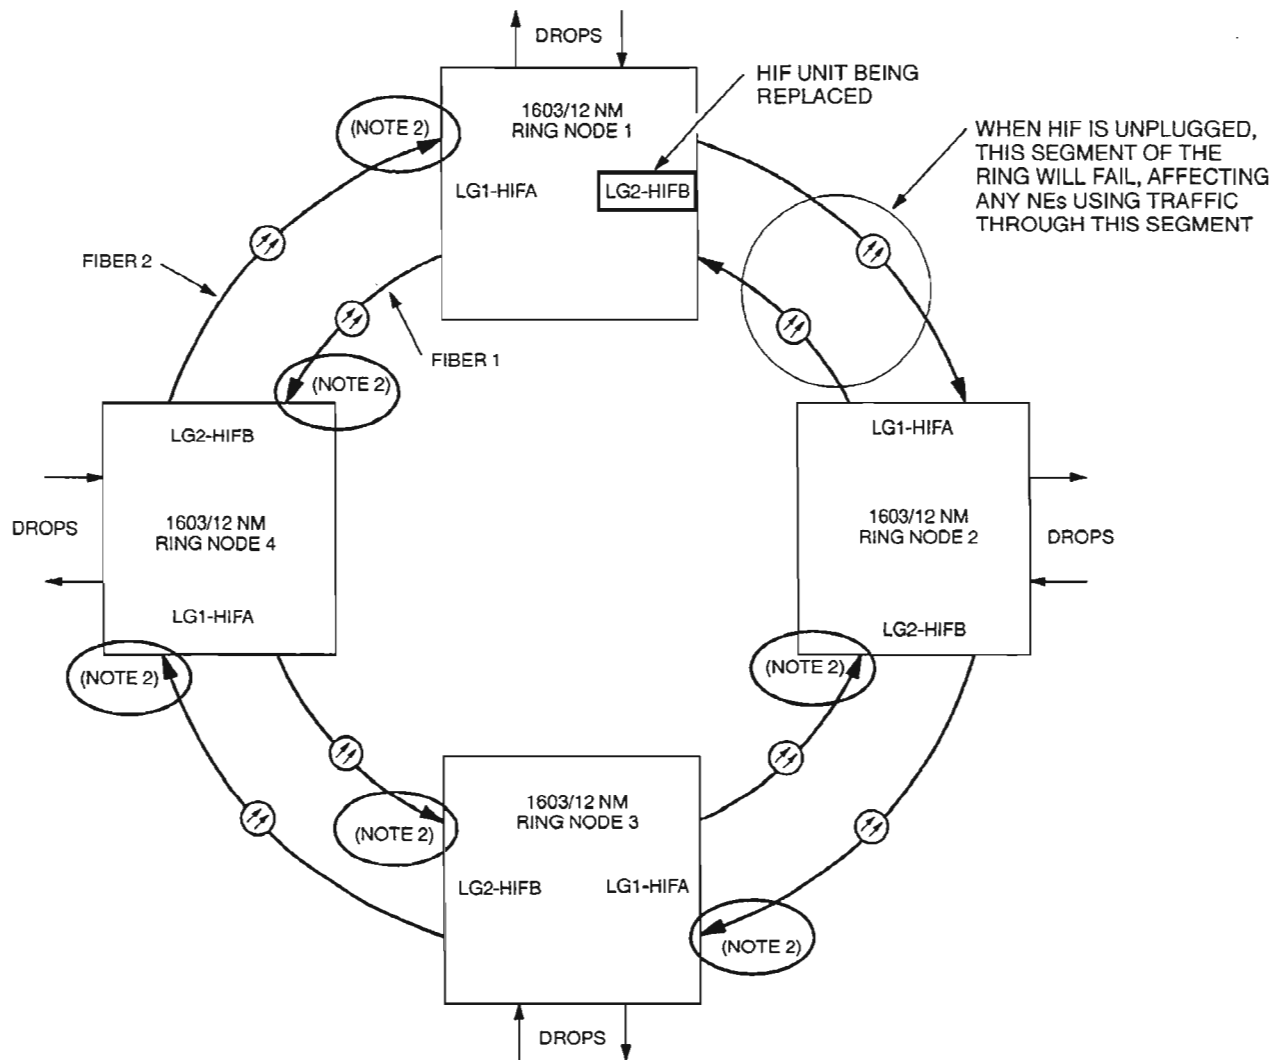 DROPS
HIF UNIT BEING
REPLACED
1603/12 NM
RING NODE 1
(NOTE 2)
WHEN HIF IS UNPLUGGED,
THIS SEGMENT OF THE
RING WILL FAIL, AFFECTING
ANY NEs USING TRAFFIC
THROUGH THIS SEGMENT
LG1-HIFA
LG2-HIFB
FIBER 2
FIBER 1
(NOTE 2)
LG2-HIFB
1603/12 NM
RING NODE 4
DROPS
LG1-HIFA
(NOTE 2)
LG1-HIFA
1603/12 NM
RING NODE 2
DROPS
LG2-HIFB
(NOTE 2)
1603/12 NM
RING NODE 3
(NOTE 2)
LG2-HIFB
LG1-HIFA
(NOTE 2)
DROPS